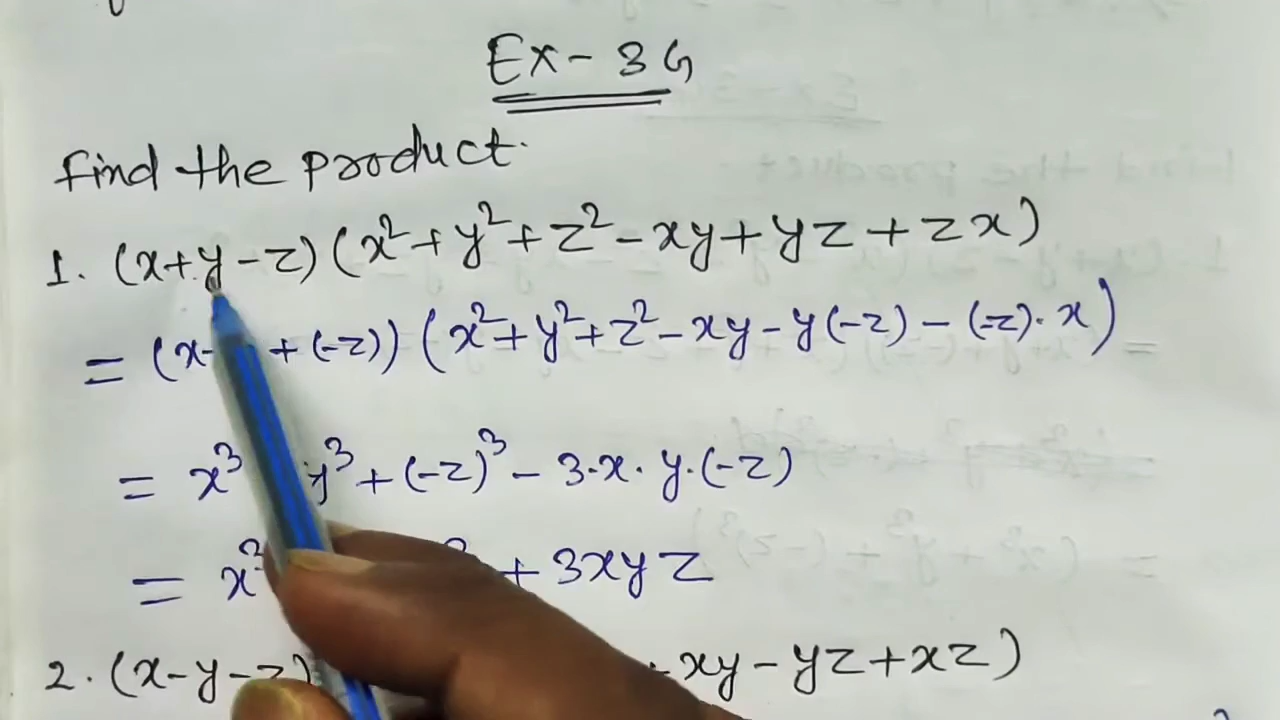 Ex - 3G
Find the product.
1. (x+y-z)(x²+y²+z²-xy+yz+zx)
= (x- +(-z))(x²+y²+z²-xy-y(-z)-(-z)·x)
= x³ y³+(-z)³-3·x·y·(-z)
= x³ + 3xyz
2. (x-y-z) -xy-yz+xz)